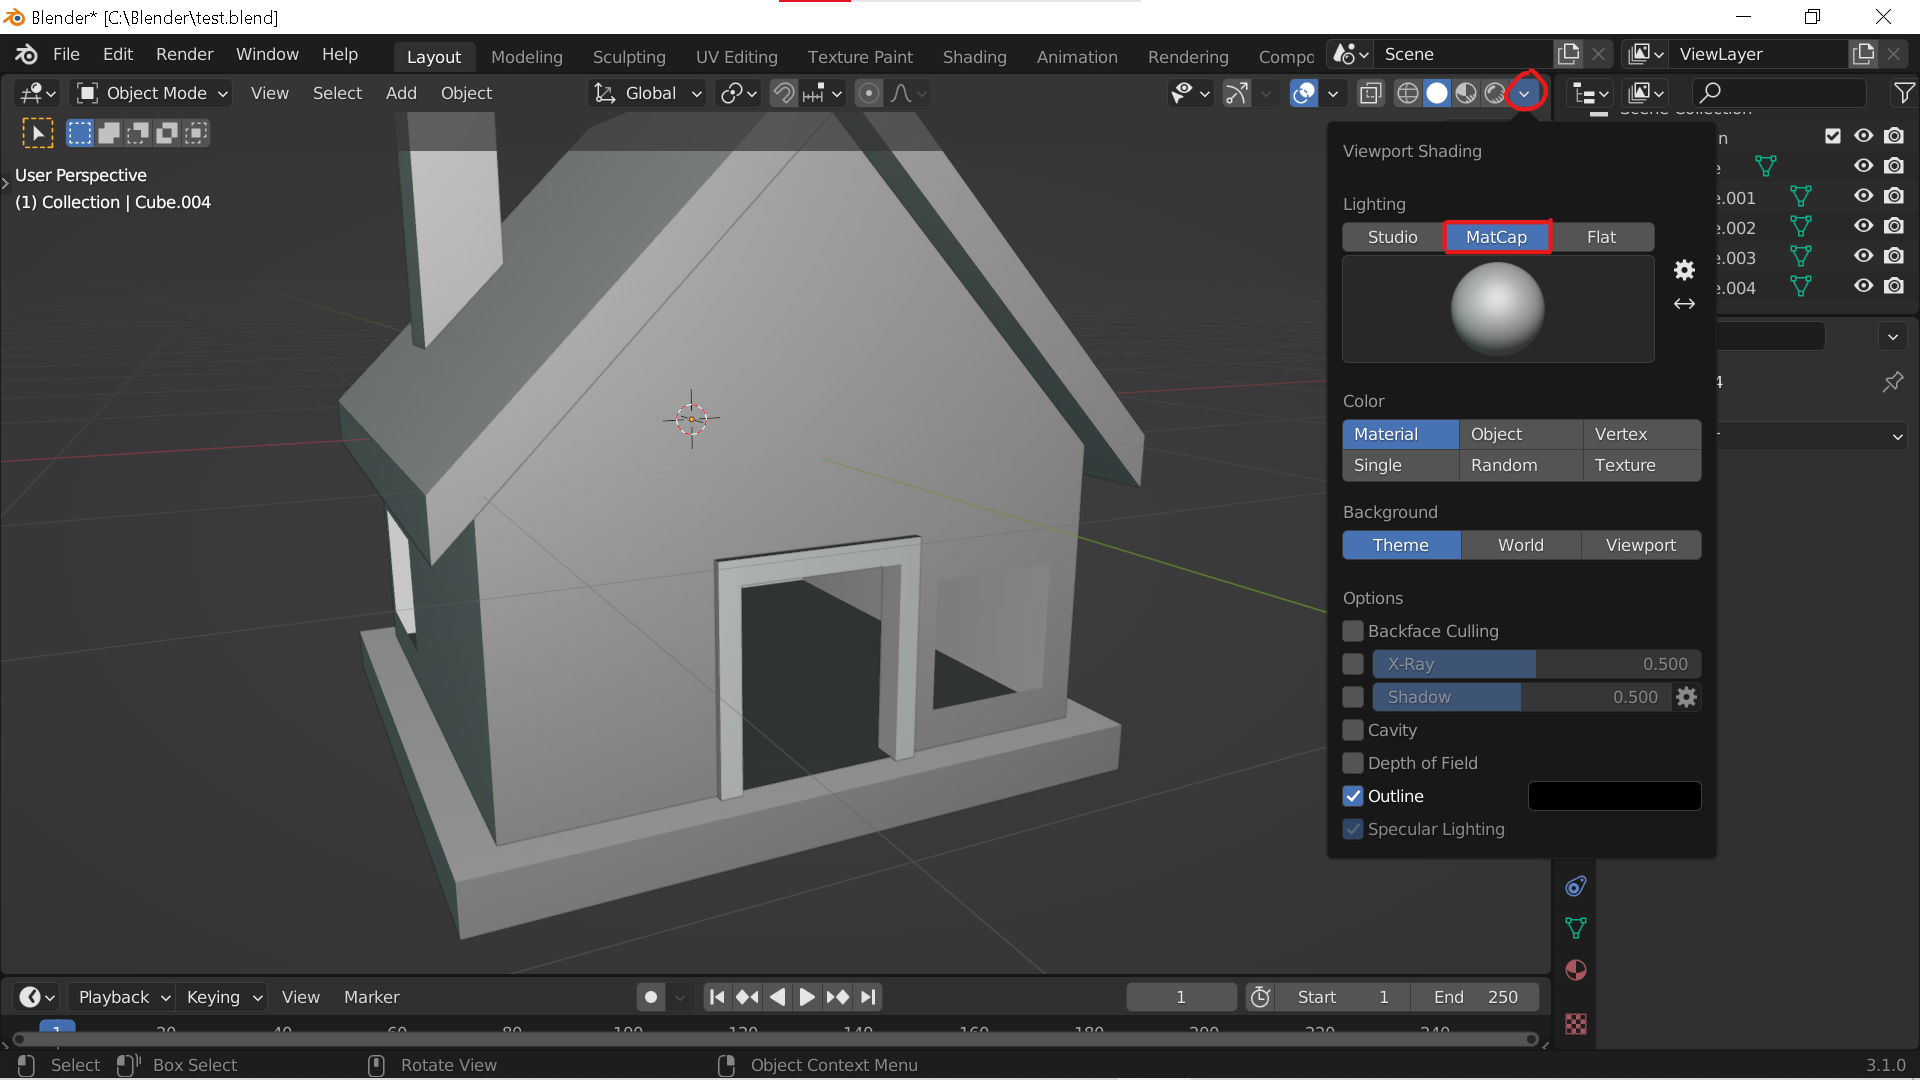 Blender* [C:\Blender\test.blend]
File Edit Render Window Help Layout Modeling Sculpting UV Editing Texture Paint Shading Animation Rendering Compo Scene ViewLayer
Object Mode View Select Add Object Global
User Perspective
(1) Collection | Cube.004
Scene Collection
n
e
e.001
e.002
e.003
e.004
4
Viewport Shading
Lighting
Studio MatCap Flat
Color
Material Object Vertex
Single Random Texture
Background
Theme World Viewport
Options
Backface Culling
X-Ray 0.500
Shadow 0.500
Cavity
Depth of Field
Outline
Specular Lighting
Playback Keying View Marker 1 Start 1 End 250
1 20 40 60 80 100 120 140 160 180 200 220 240
Select Box Select Rotate View Object Context Menu 3.1.0